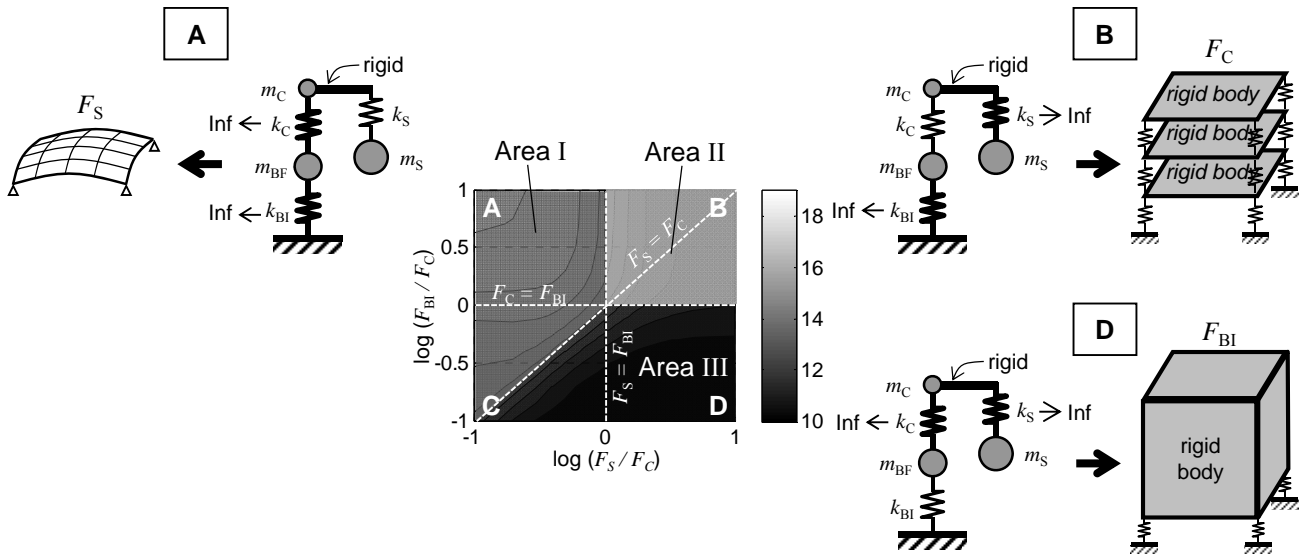 A
F_S
m_C
rigid
k_C
k_S
Inf
m_BF
m_S
Inf
k_BI
Area I
Area II
1
0.5
0
-0.5
-1
log (F_BI / F_C)
A
B
C
D
F_S = F_C
F_C = F_BI
F_S = F_BI
Area III
-1
0
1
log (F_S / F_C)
18
16
14
12
10
B
F_C
m_C
rigid
k_C
k_S
Inf
m_BF
m_S
Inf
k_BI
rigid body
rigid body
rigid body
D
F_BI
m_C
rigid
Inf
k_C
k_S
Inf
m_BF
m_S
k_BI
rigid
body